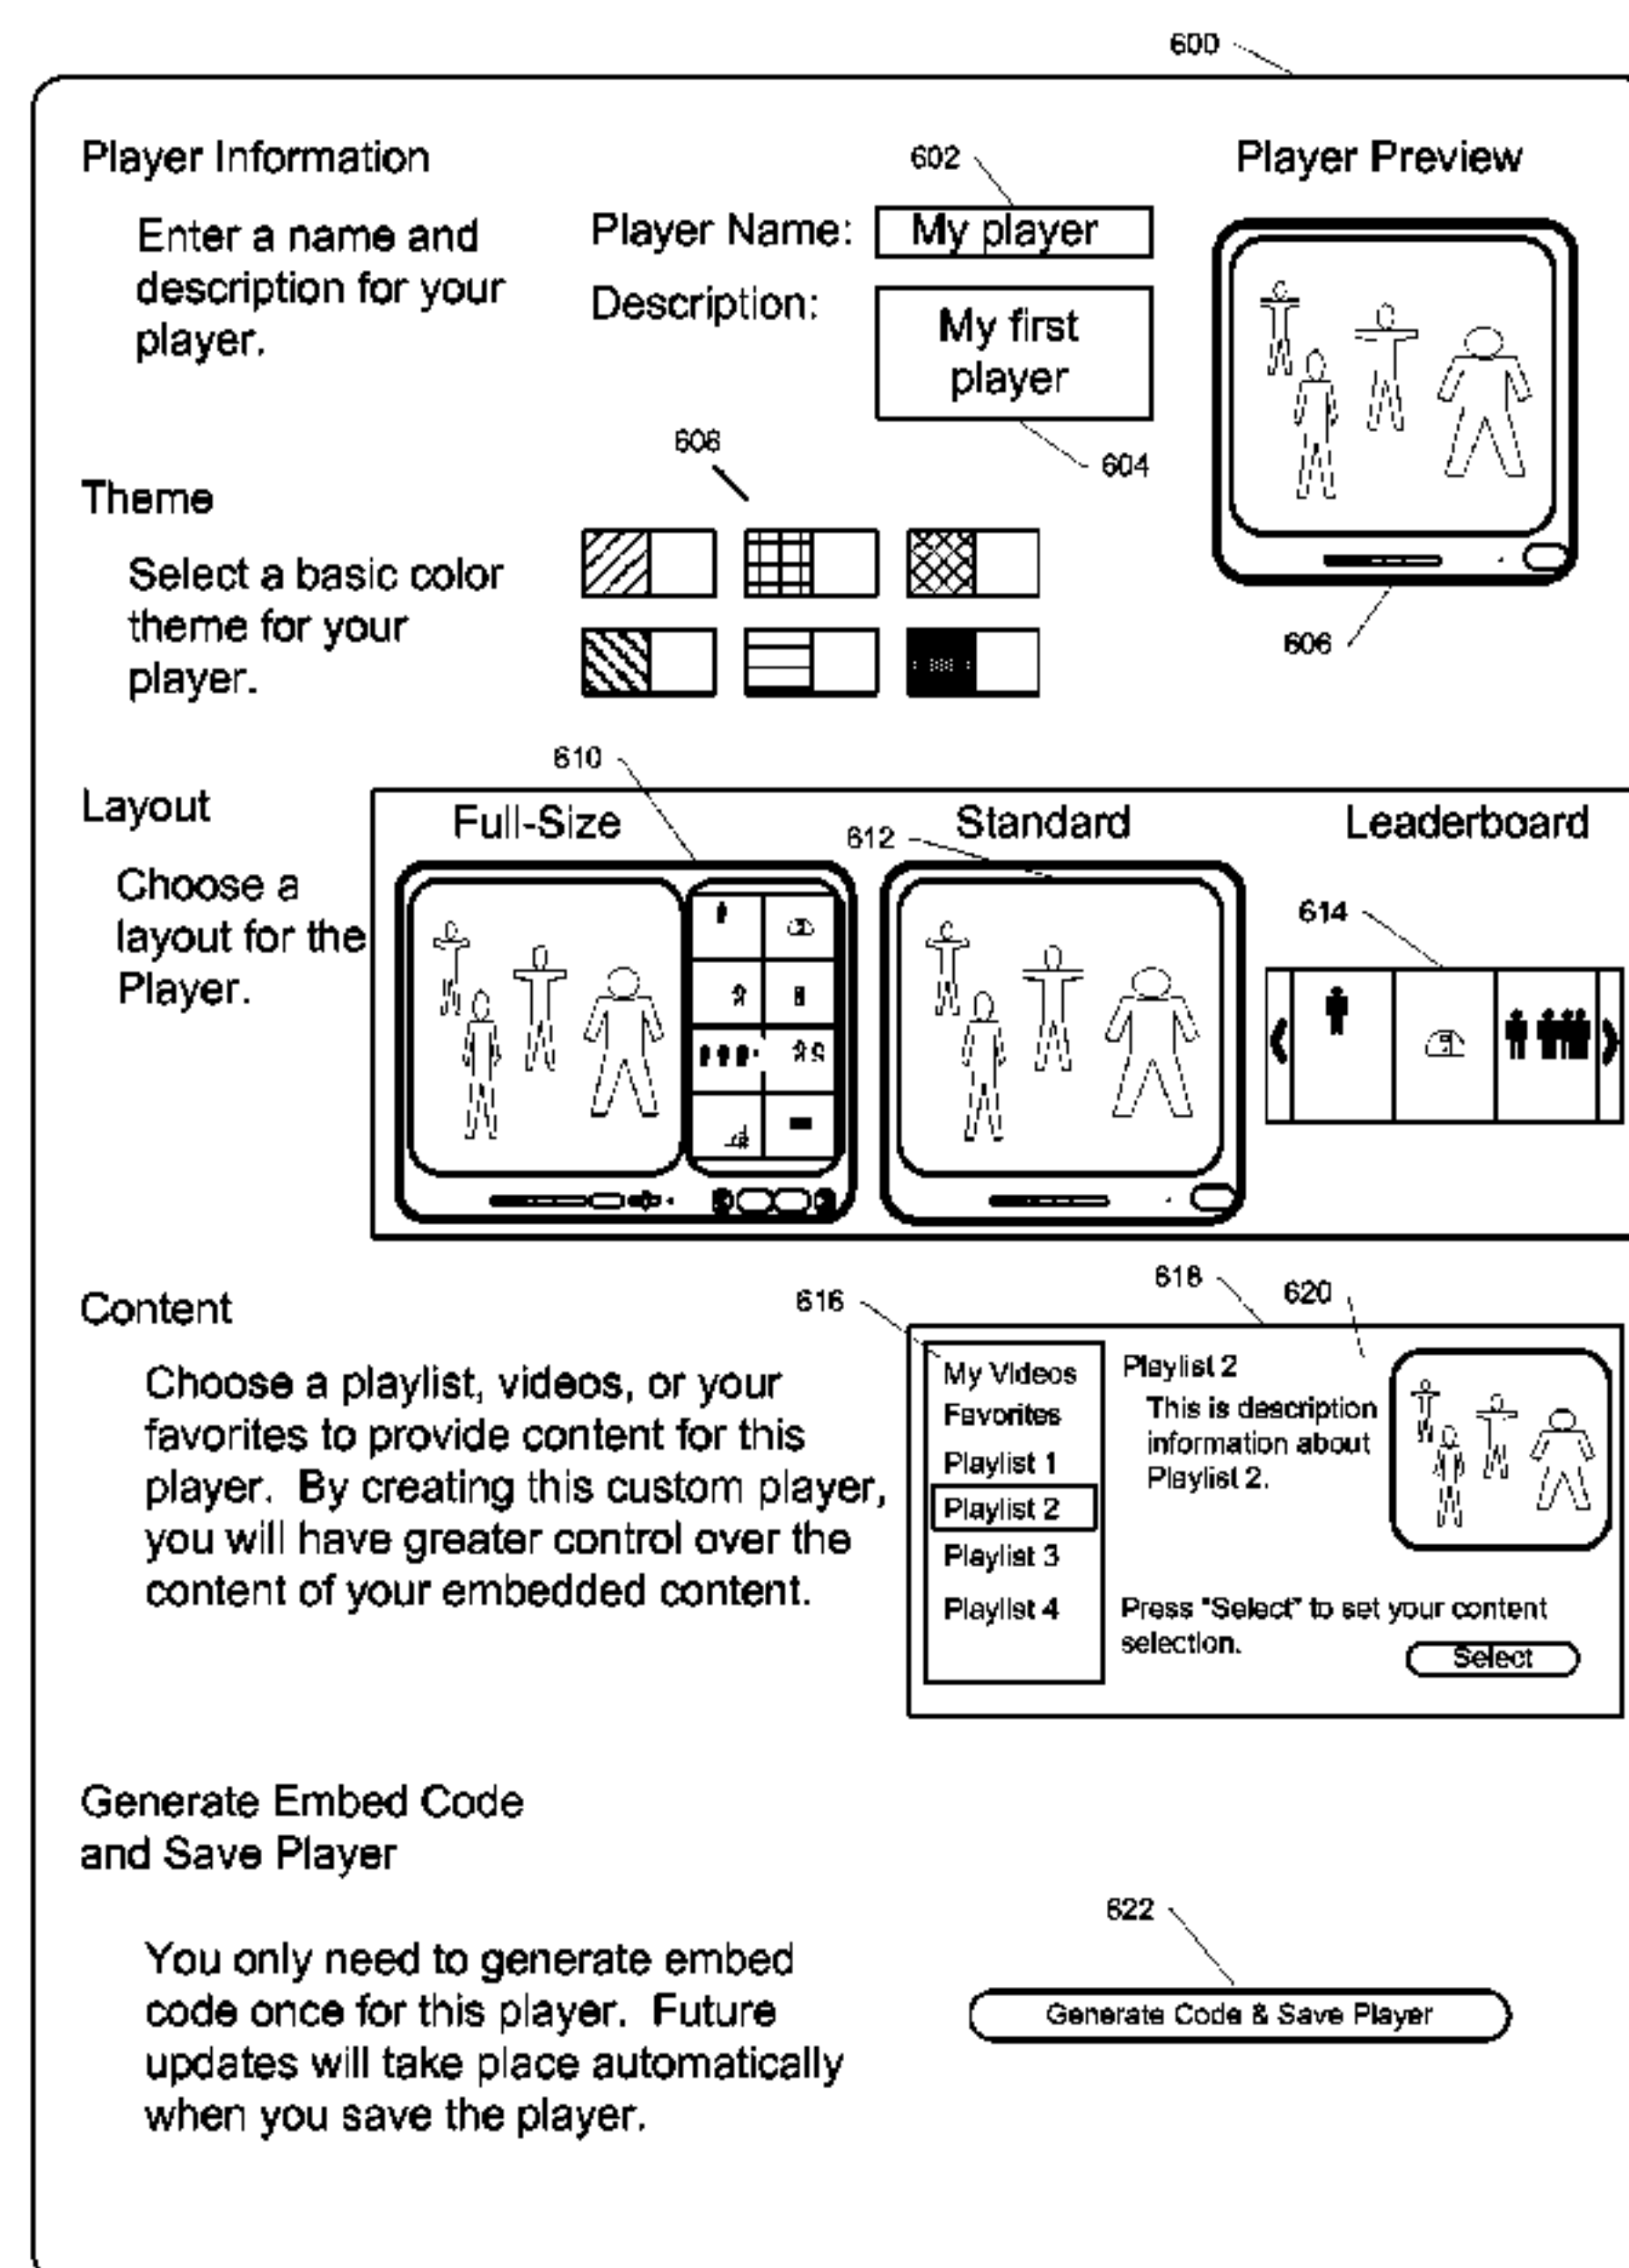 600
Player Information
602
Player Preview
Enter a name and
description for your
player.
Player Name:
My player
Description:
My first
player
604
606
608
Theme
Select a basic color
theme for your
player.
610
Layout
Choose a
layout for the
Player.
Full-Size
612
Standard
Leaderboard
614
Content
Choose a playlist, videos, or your
favorites to provide content for this
player. By creating this custom player,
you will have greater control over the
content of your embedded content.
616
618
620
My Videos
Favorites
Playlist 1
Playlist 2
Playlist 3
Playlist 4
Playlist 2
This is description
information about
Playlist 2.
Press "Select" to set your content
selection.
Select
Generate Embed Code
and Save Player
You only need to generate embed
code once for this player. Future
updates will take place automatically
when you save the player.
622
Generate Code & Save Player